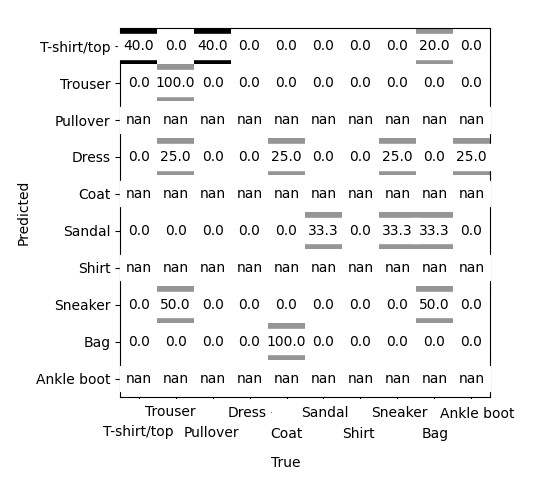 T-shirt/top 40.0 0.0 40.0 0.0 0.0 0.0 0.0 0.0 20.0 0.0
Trouser 0.0 100.0 0.0 0.0 0.0 0.0 0.0 0.0 0.0 0.0
Pullover nan nan nan nan nan nan nan nan nan nan
Dress 0.0 25.0 0.0 0.0 25.0 0.0 0.0 25.0 0.0 25.0
Coat nan nan nan nan nan nan nan nan nan nan
Predicted
Sandal 0.0 0.0 0.0 0.0 0.0 33.3 0.0 33.3 33.3 0.0
Shirt nan nan nan nan nan nan nan nan nan nan
Sneaker 0.0 50.0 0.0 0.0 0.0 0.0 0.0 0.0 50.0 0.0
Bag 0.0 0.0 0.0 0.0 100.0 0.0 0.0 0.0 0.0 0.0
Ankle boot nan nan nan nan nan nan nan nan nan nan
Trouser Dress Sandal Sneaker Ankle boot
T-shirt/top Pullover Coat Shirt Bag
True